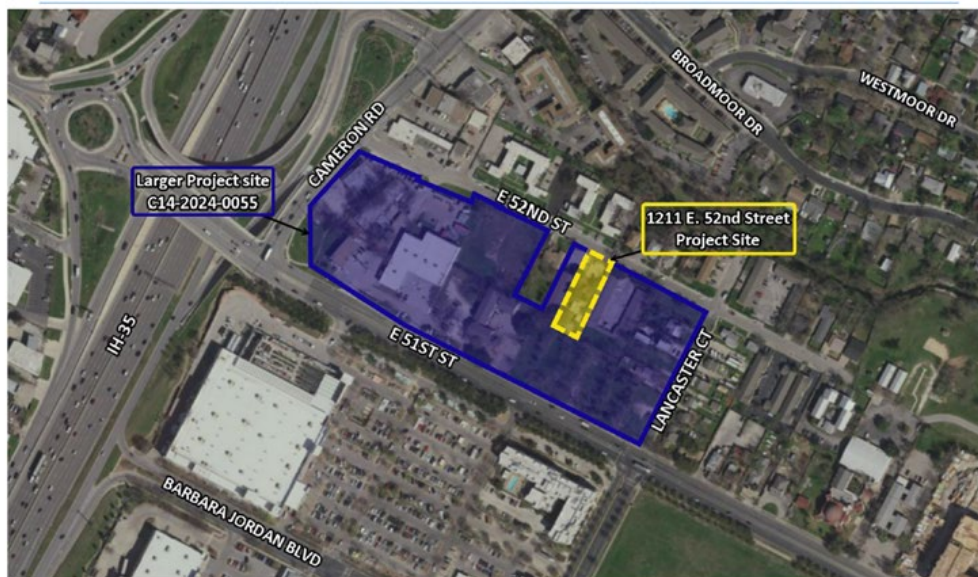 BROADMOOR DR
WESTMOOR DR
CAMERON RD
Larger Project site
C14-2024-0055
E 52ND ST
1211 E. 52nd Street
Project Site
IH-35
E 51ST ST
LANCASTER CT
BARBARA JORDAN BLVD